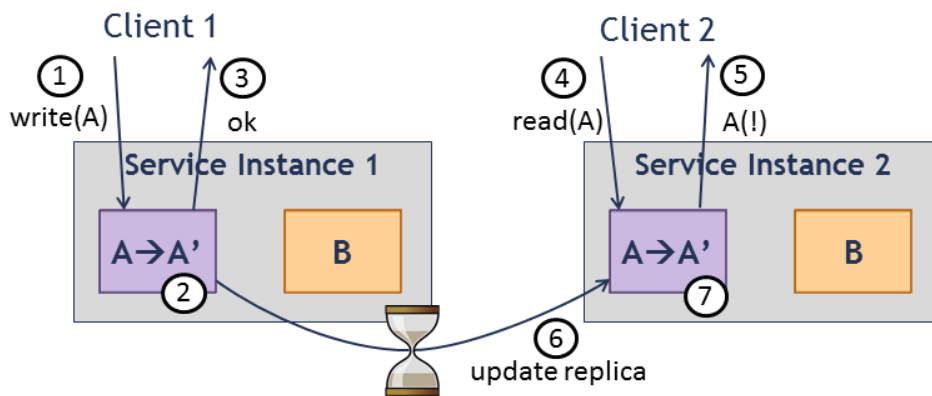 Client 1
Client 2
1
3
4
5
write(A)
ok
read(A)
A(!)
Service Instance 1
Service Instance 2
A→A’
B
A→A’
B
2
7
6
update replica